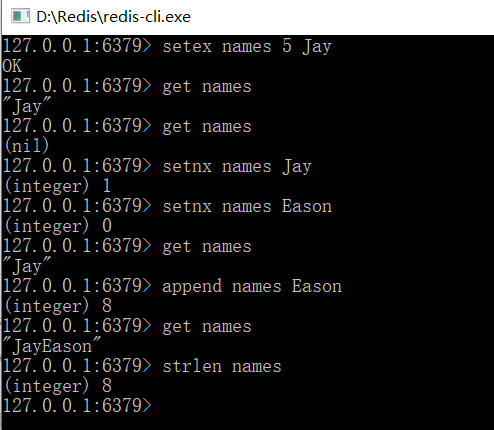 D:\Redis\redis-cli.exe
127.0.0.1:6379> setex names 5 Jay
OK
127.0.0.1:6379> get names
"Jay"
127.0.0.1:6379> get names
(nil)
127.0.0.1:6379> setnx names Jay
(integer) 1
127.0.0.1:6379> setnx names Eason
(integer) 0
127.0.0.1:6379> get names
"Jay"
127.0.0.1:6379> append names Eason
(integer) 8
127.0.0.1:6379> get names
"JayEason"
127.0.0.1:6379> strlen names
(integer) 8
127.0.0.1:6379>